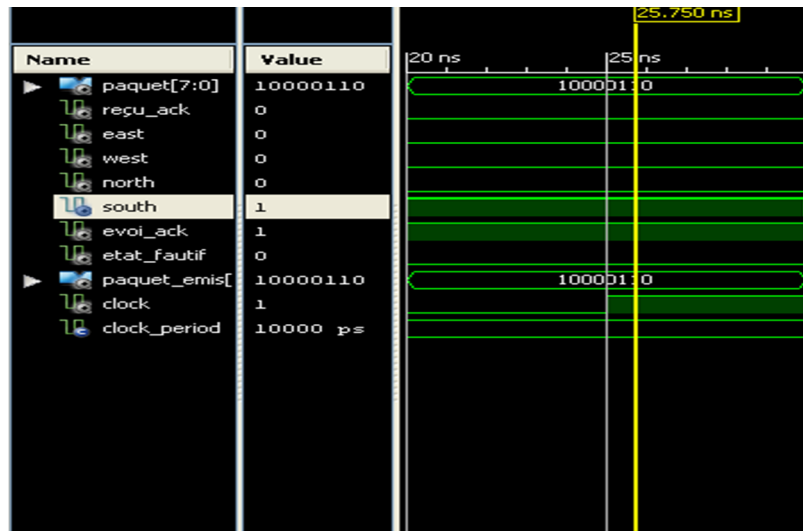 25.750 ns
Name Value 20 ns 25 ns
paquet[7:0] 10000110 10000110
reçu_ack 0
east 0
west 0
north 0
south 1
evoi_ack 1
etat_fautif 0
paquet_emis[ 10000110 10000110
clock 1
clock_period 10000 ps